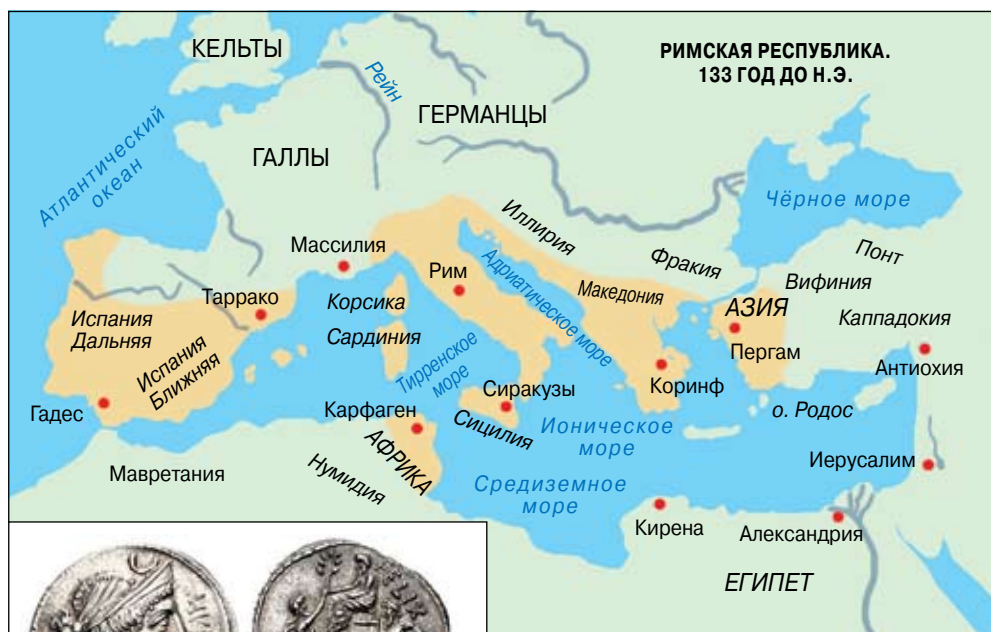 РИМСКАЯ РЕСПУБЛИКА.
133 ГОД ДО Н.Э.
КЕЛЬТЫ
Рейн
ГЕРМАНЦЫ
ГАЛЛЫ
Атлантический
океан
Чёрное море
Иллирия
Фракия
Понт
Вифиния
Массилия
Рим
Адриатическое море
Македония
АЗИЯ
Каппадокия
Таррако
Корсика
Испания
Дальняя
Сардиния
Пергам
Антиохия
Испания
Ближняя
Тирренское
море
Сиракузы
Коринф
о. Родос
Гадес
Карфаген
Сицилия
Ионическое
море
АФРИКА
Иерусалим
Мавретания
Нумидия
Средиземное
море
Кирена
Александрия
ЕГИПЕТ